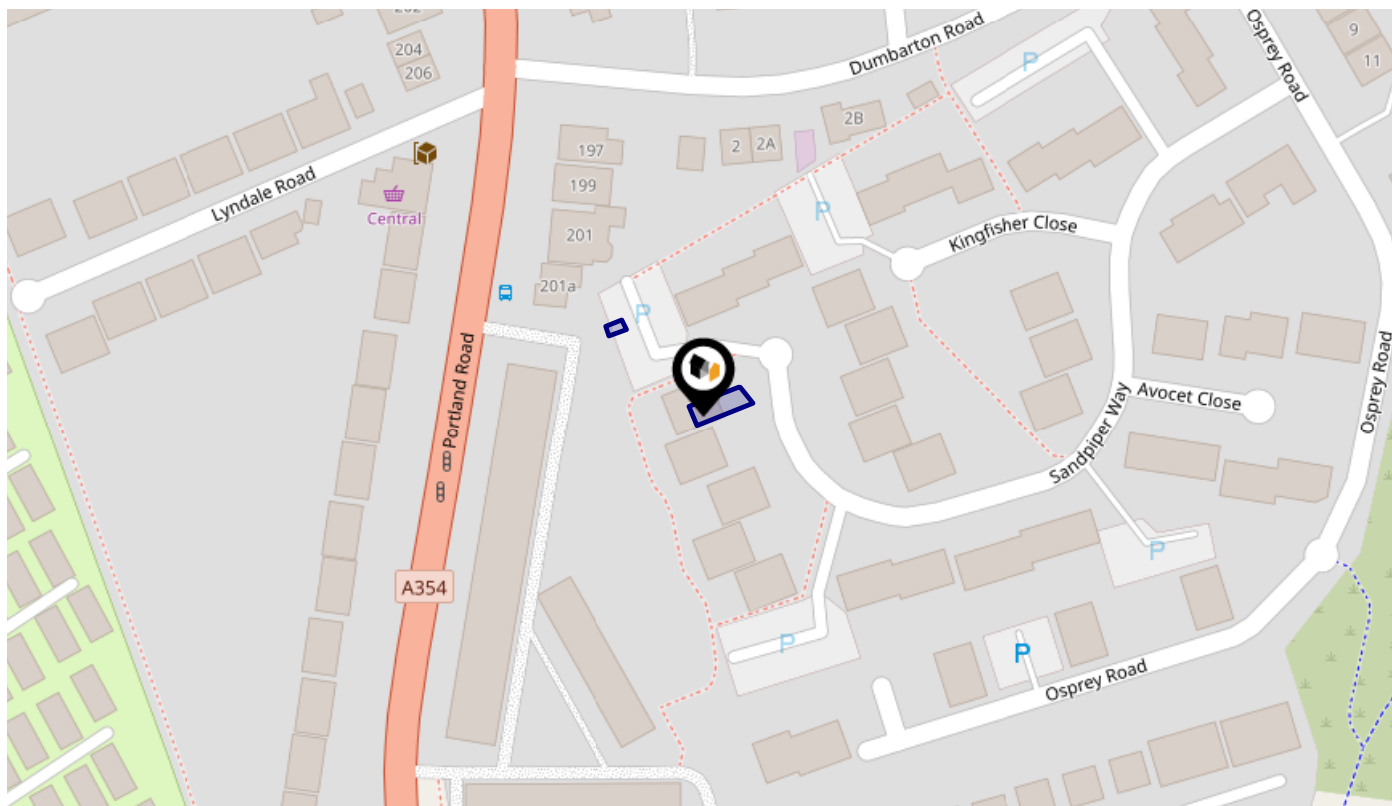 202
204
206
Dumbarton Road
Osprey Road
9
11
P
2B
2
2A
197
199
201
201a
Lyndale Road
Central
P
Kingfisher Close
P
Portland Road
Osprey Road
Avocet Close
Sandpiper Way
P
A354
P
P
Osprey Road